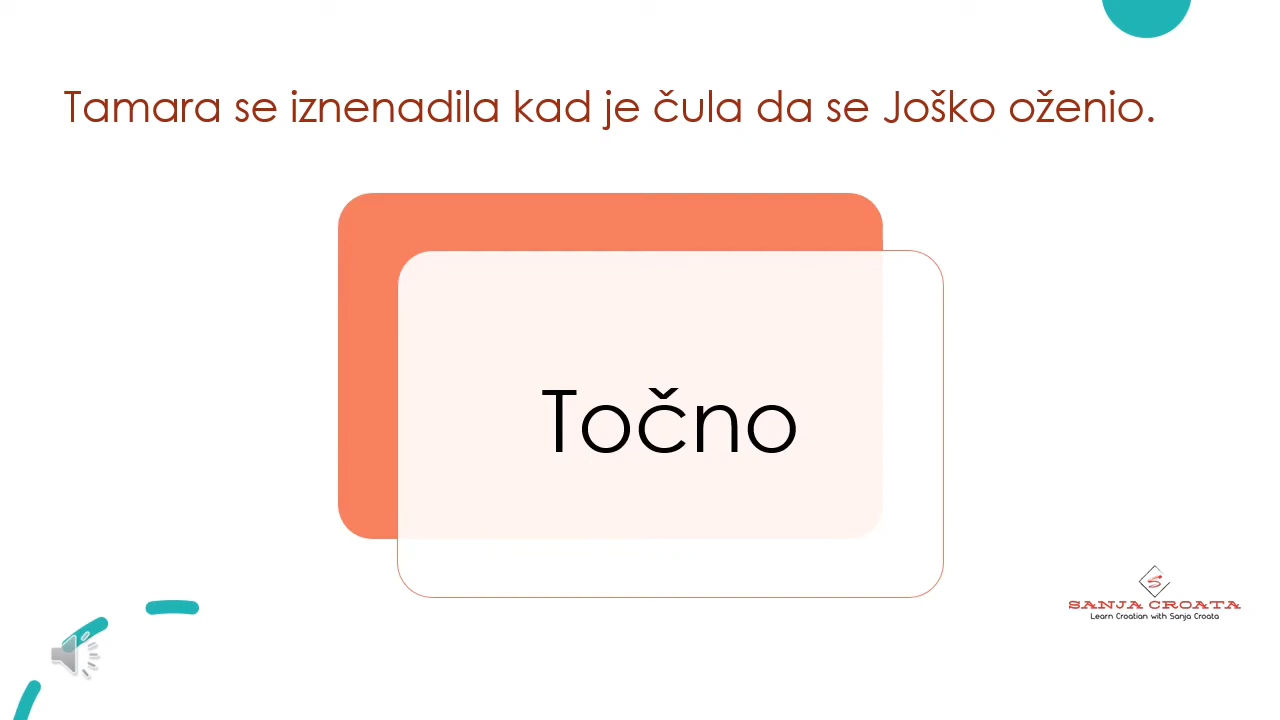 Tamara se iznenadila kad je čula da se Joško oženio.
Točno
SANJA CROATA
Learn Croatian with Sanja Croata